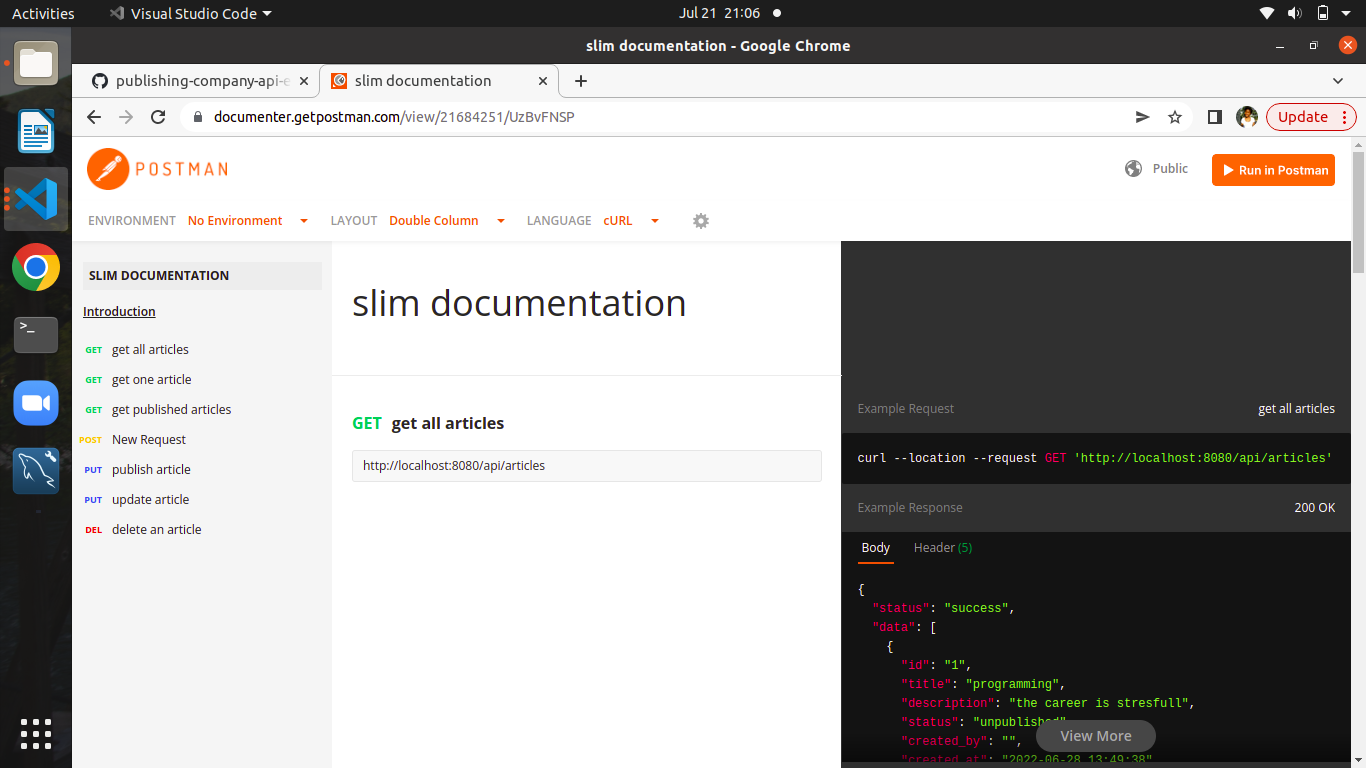 Activities Visual Studio Code Jul 21 21:06
slim documentation - Google Chrome
publishing-company-api-e slim documentation
documenter.getpostman.com/view/21684251/UzBvFNSP Update
POSTMAN Public Run in Postman
ENVIRONMENT No Environment LAYOUT Double Column LANGUAGE cURL
SLIM DOCUMENTATION
Introduction
GET get all articles
GET get one article
GET get published articles
POST New Request
PUT publish article
PUT update article
DEL delete an article
slim documentation
GET get all articles
http://localhost:8080/api/articles
Example Request get all articles
curl --location --request GET 'http://localhost:8080/api/articles'
Example Response 200 OK
Body Header (5)
{
"status": "success",
"data": [
{
"id": "1",
"title": "programming",
"description": "the career is stresfull",
"status": "unpublished"
"created_by": "",
"created_at": "2022-06-28 13:49:38"
View More